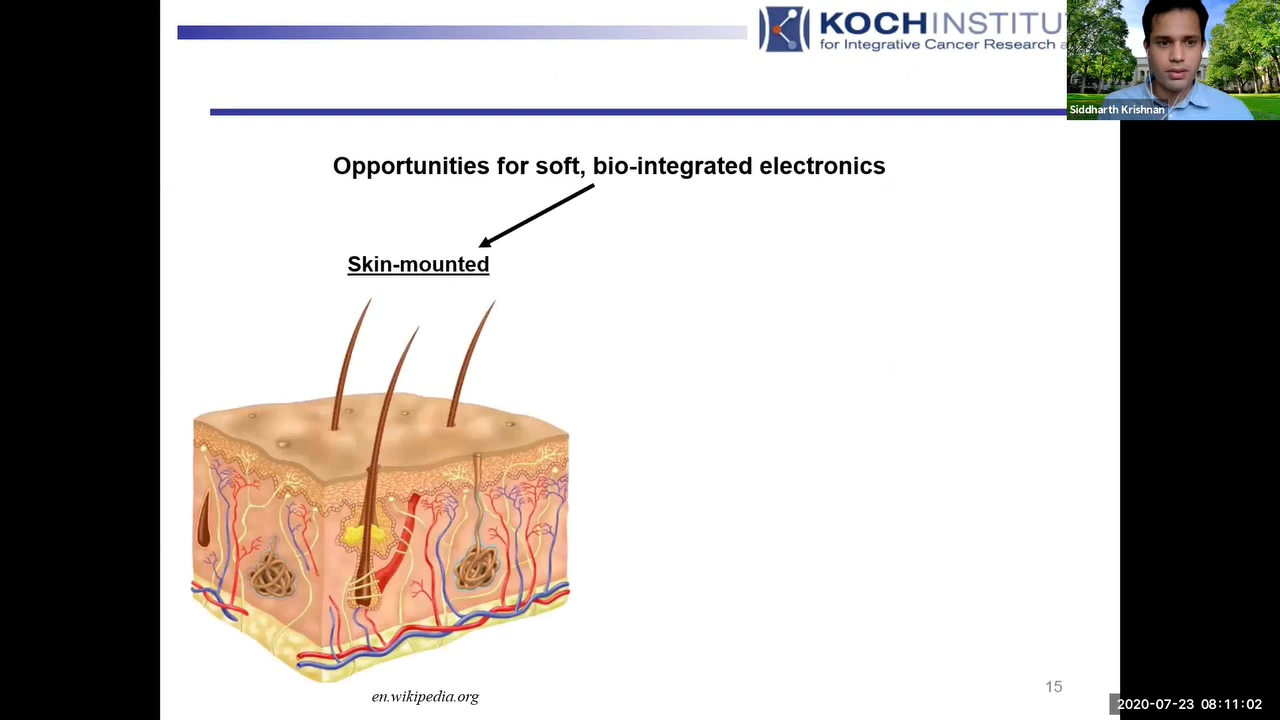 KOCH INSTITU
for Integrative Cancer Research a
Siddharth Krishnan
Opportunities for soft, bio-integrated electronics
Skin-mounted
en.wikipedia.org
15
2020-07-23 08:11:02